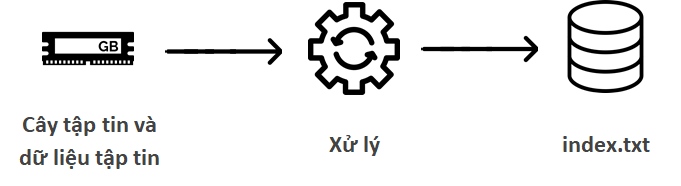 GB
Cây tập tin và
dữ liệu tập tin
Xử lý
index.txt